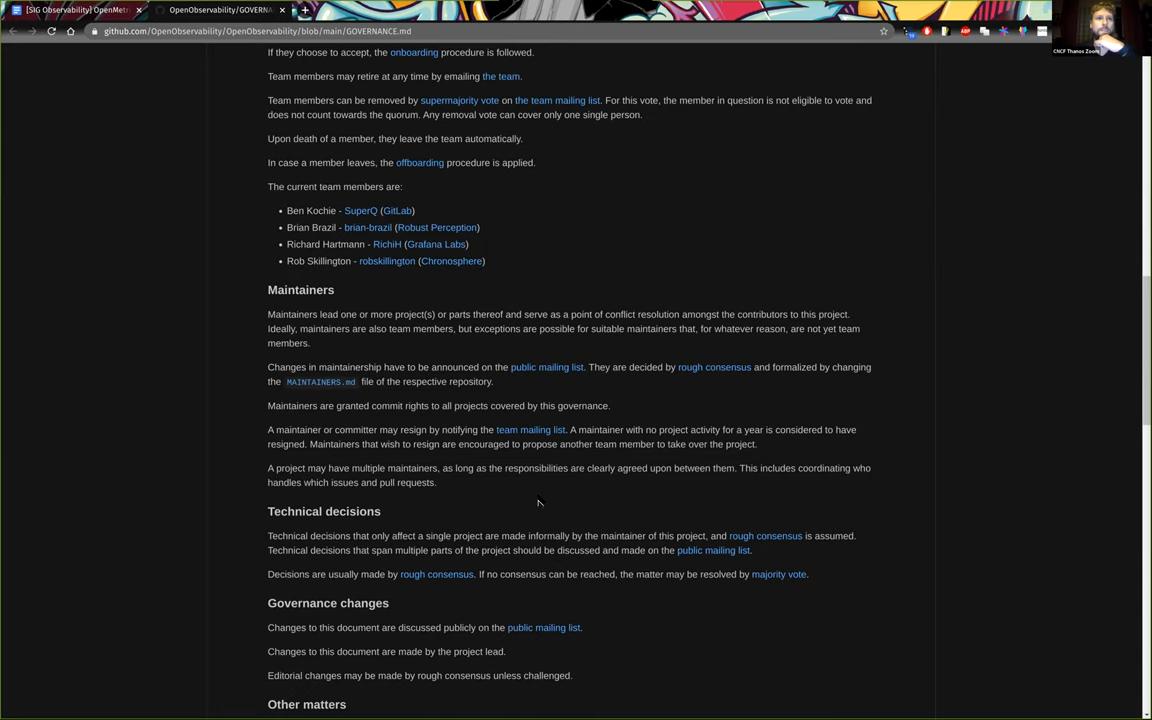 [SIG Observability] OpenMetr
OpenObservability/GOVERNA
github.com/OpenObservability/OpenObservability/blob/main/GOVERNANCE.md
CNCF Thanos Zoom
If they choose to accept, the onboarding procedure is followed.
Team members may retire at any time by emailing the team.
Team members can be removed by supermajority vote on the team mailing list. For this vote, the member in question is not eligible to vote and
does not count towards the quorum. Any removal vote can cover only one single person.
Upon death of a member, they leave the team automatically.
In case a member leaves, the offboarding procedure is applied.
The current team members are:
• Ben Kochie - SuperQ (GitLab)
• Brian Brazil - brian-brazil (Robust Perception)
• Richard Hartmann - RichiH (Grafana Labs)
• Rob Skillington - robskillington (Chronosphere)
Maintainers
Maintainers lead one or more project(s) or parts thereof and serve as a point of conflict resolution amongst the contributors to this project.
Ideally, maintainers are also team members, but exceptions are possible for suitable maintainers that, for whatever reason, are not yet team
members.
Changes in maintainership have to be announced on the public mailing list. They are decided by rough consensus and formalized by changing
the MAINTAINERS.md file of the respective repository.
Maintainers are granted commit rights to all projects covered by this governance.
A maintainer or committer may resign by notifying the team mailing list. A maintainer with no project activity for a year is considered to have
resigned. Maintainers that wish to resign are encouraged to propose another team member to take over the project.
A project may have multiple maintainers, as long as the responsibilities are clearly agreed upon between them. This includes coordinating who
handles which issues and pull requests.
Technical decisions
Technical decisions that only affect a single project are made informally by the maintainer of this project, and rough consensus is assumed.
Technical decisions that span multiple parts of the project should be discussed and made on the public mailing list.
Decisions are usually made by rough consensus. If no consensus can be reached, the matter may be resolved by majority vote.
Governance changes
Changes to this document are discussed publicly on the public mailing list.
Changes to this document are made by the project lead.
Editorial changes may be made by rough consensus unless challenged.
Other matters